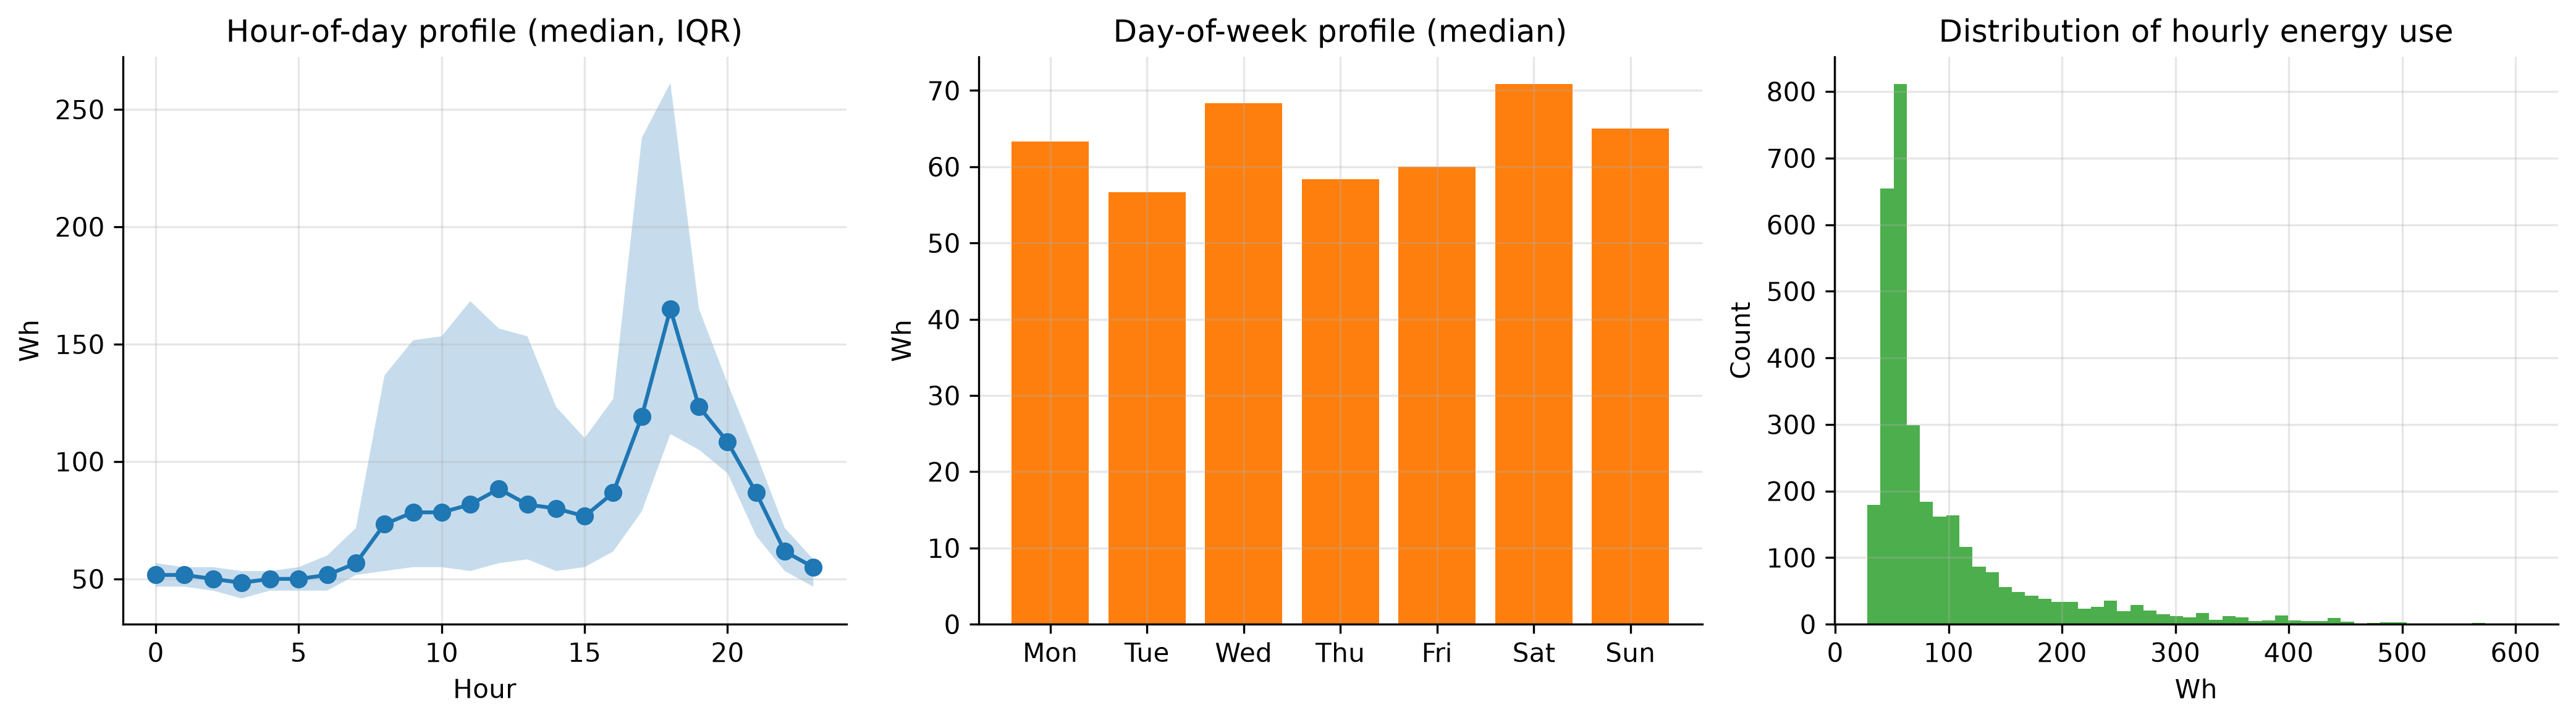 Hour-of-day profile (median, IQR)
Wh
250
200
150
100
50
0 5 10 15 20
Hour
Day-of-week profile (median)
Wh
70
60
50
40
30
20
10
0
Mon Tue Wed Thu Fri Sat Sun
Distribution of hourly energy use
Count
800
700
600
500
400
300
200
100
0
0 100 200 300 400 500 600
Wh